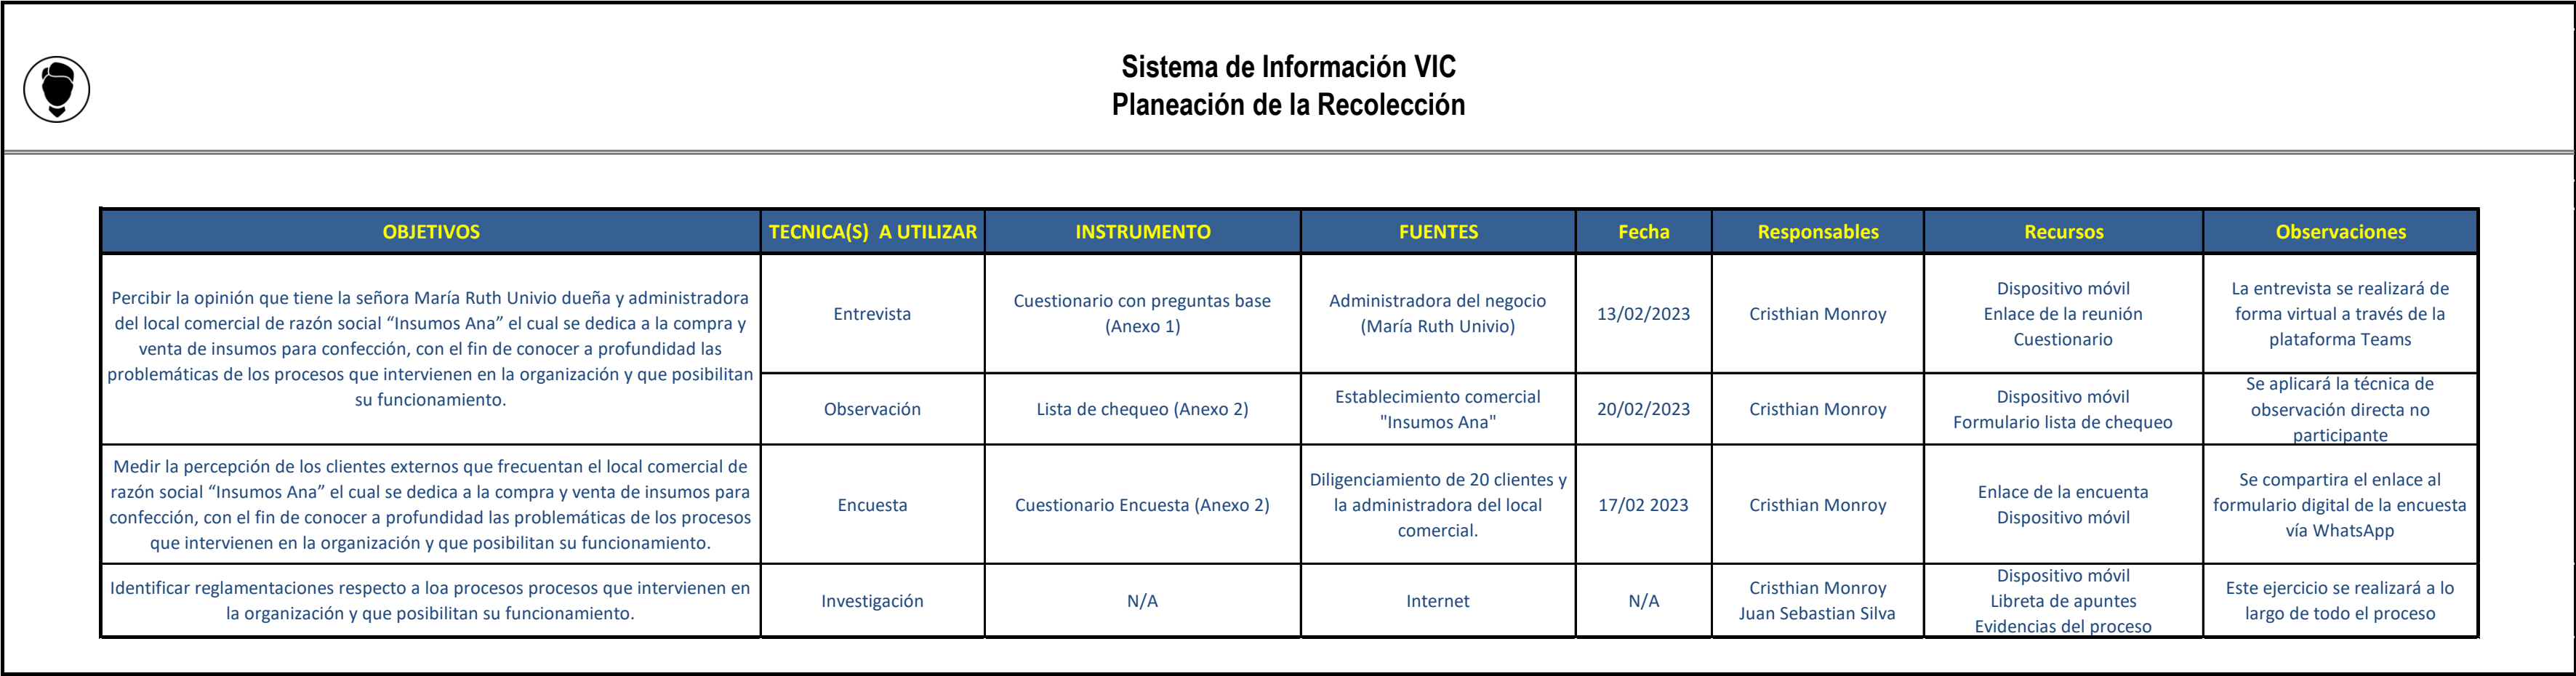 Sistema de Información VIC
Planeación de la Recolección
OBJETIVOS
TECNICA(S) A UTILIZAR
INSTRUMENTO
FUENTES
Fecha
Responsables
Recursos
Observaciones
Percibir la opinión que tiene la señora María Ruth Univio dueña y administradora
del local comercial de razón social “Insumos Ana” el cual se dedica a la compra y
venta de insumos para confección, con el fin de conocer a profundidad las
problemáticas de los procesos que intervienen en la organización y que posibilitan
su funcionamiento.
Entrevista
Cuestionario con preguntas base
(Anexo 1)
Administradora del negocio
(María Ruth Univio)
13/02/2023
Cristhian Monroy
Dispositivo móvil
Enlace de la reunión
Cuestionario
La entrevista se realizará de
forma virtual a través de la
plataforma Teams
Observación
Lista de chequeo (Anexo 2)
Establecimiento comercial
"Insumos Ana"
20/02/2023
Cristhian Monroy
Dispositivo móvil
Formulario lista de chequeo
Se aplicará la técnica de
observación directa no
participante
Medir la percepción de los clientes externos que frecuentan el local comercial de
razón social “Insumos Ana” el cual se dedica a la compra y venta de insumos para
confección, con el fin de conocer a profundidad las problemáticas de los procesos
que intervienen en la organización y que posibilitan su funcionamiento.
Encuesta
Cuestionario Encuesta (Anexo 2)
Diligenciamiento de 20 clientes y
la administradora del local
comercial.
17/02 2023
Cristhian Monroy
Enlace de la encuenta
Dispositivo móvil
Se compartira el enlace al
formulario digital de la encuesta
vía WhatsApp
Identificar reglamentaciones respecto a loa procesos procesos que intervienen en
la organización y que posibilitan su funcionamiento.
Investigación
N/A
Internet
N/A
Cristhian Monroy
Juan Sebastian Silva
Dispositivo móvil
Libreta de apuntes
Evidencias del proceso
Este ejercicio se realizará a lo
largo de todo el proceso